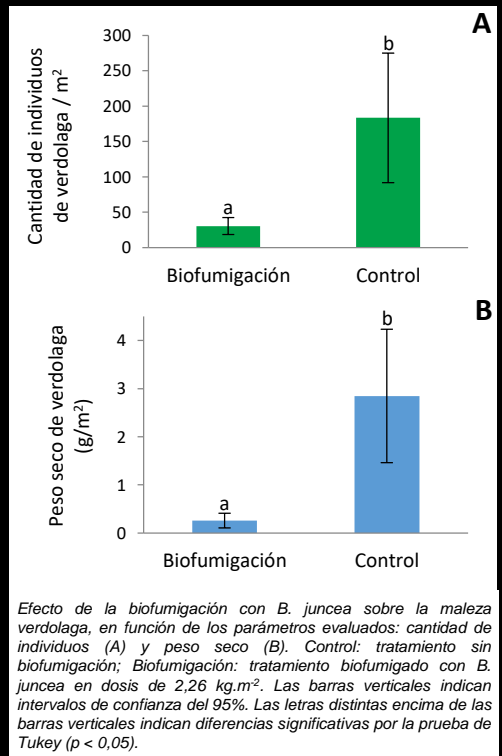 A
300
250
200
150
100
50
0
Cantidad de individuos
de verdolaga / m²
a
b
Biofumigación Control
B
4
3
2
1
0
Peso seco de verdolaga
(g/m²)
a
b
Biofumigación Control
Efecto de la biofumigación con B. juncea sobre la maleza
verdolaga, en función de los parámetros evaluados: cantidad de
individuos (A) y peso seco (B). Control: tratamiento sin
biofumigación; Biofumigación: tratamiento biofumigado con B.
juncea en dosis de 2,26 kg.m⁻². Las barras verticales indican
intervalos de confianza del 95%. Las letras distintas encima de las
barras verticales indican diferencias significativas por la prueba de
Tukey (p < 0,05).